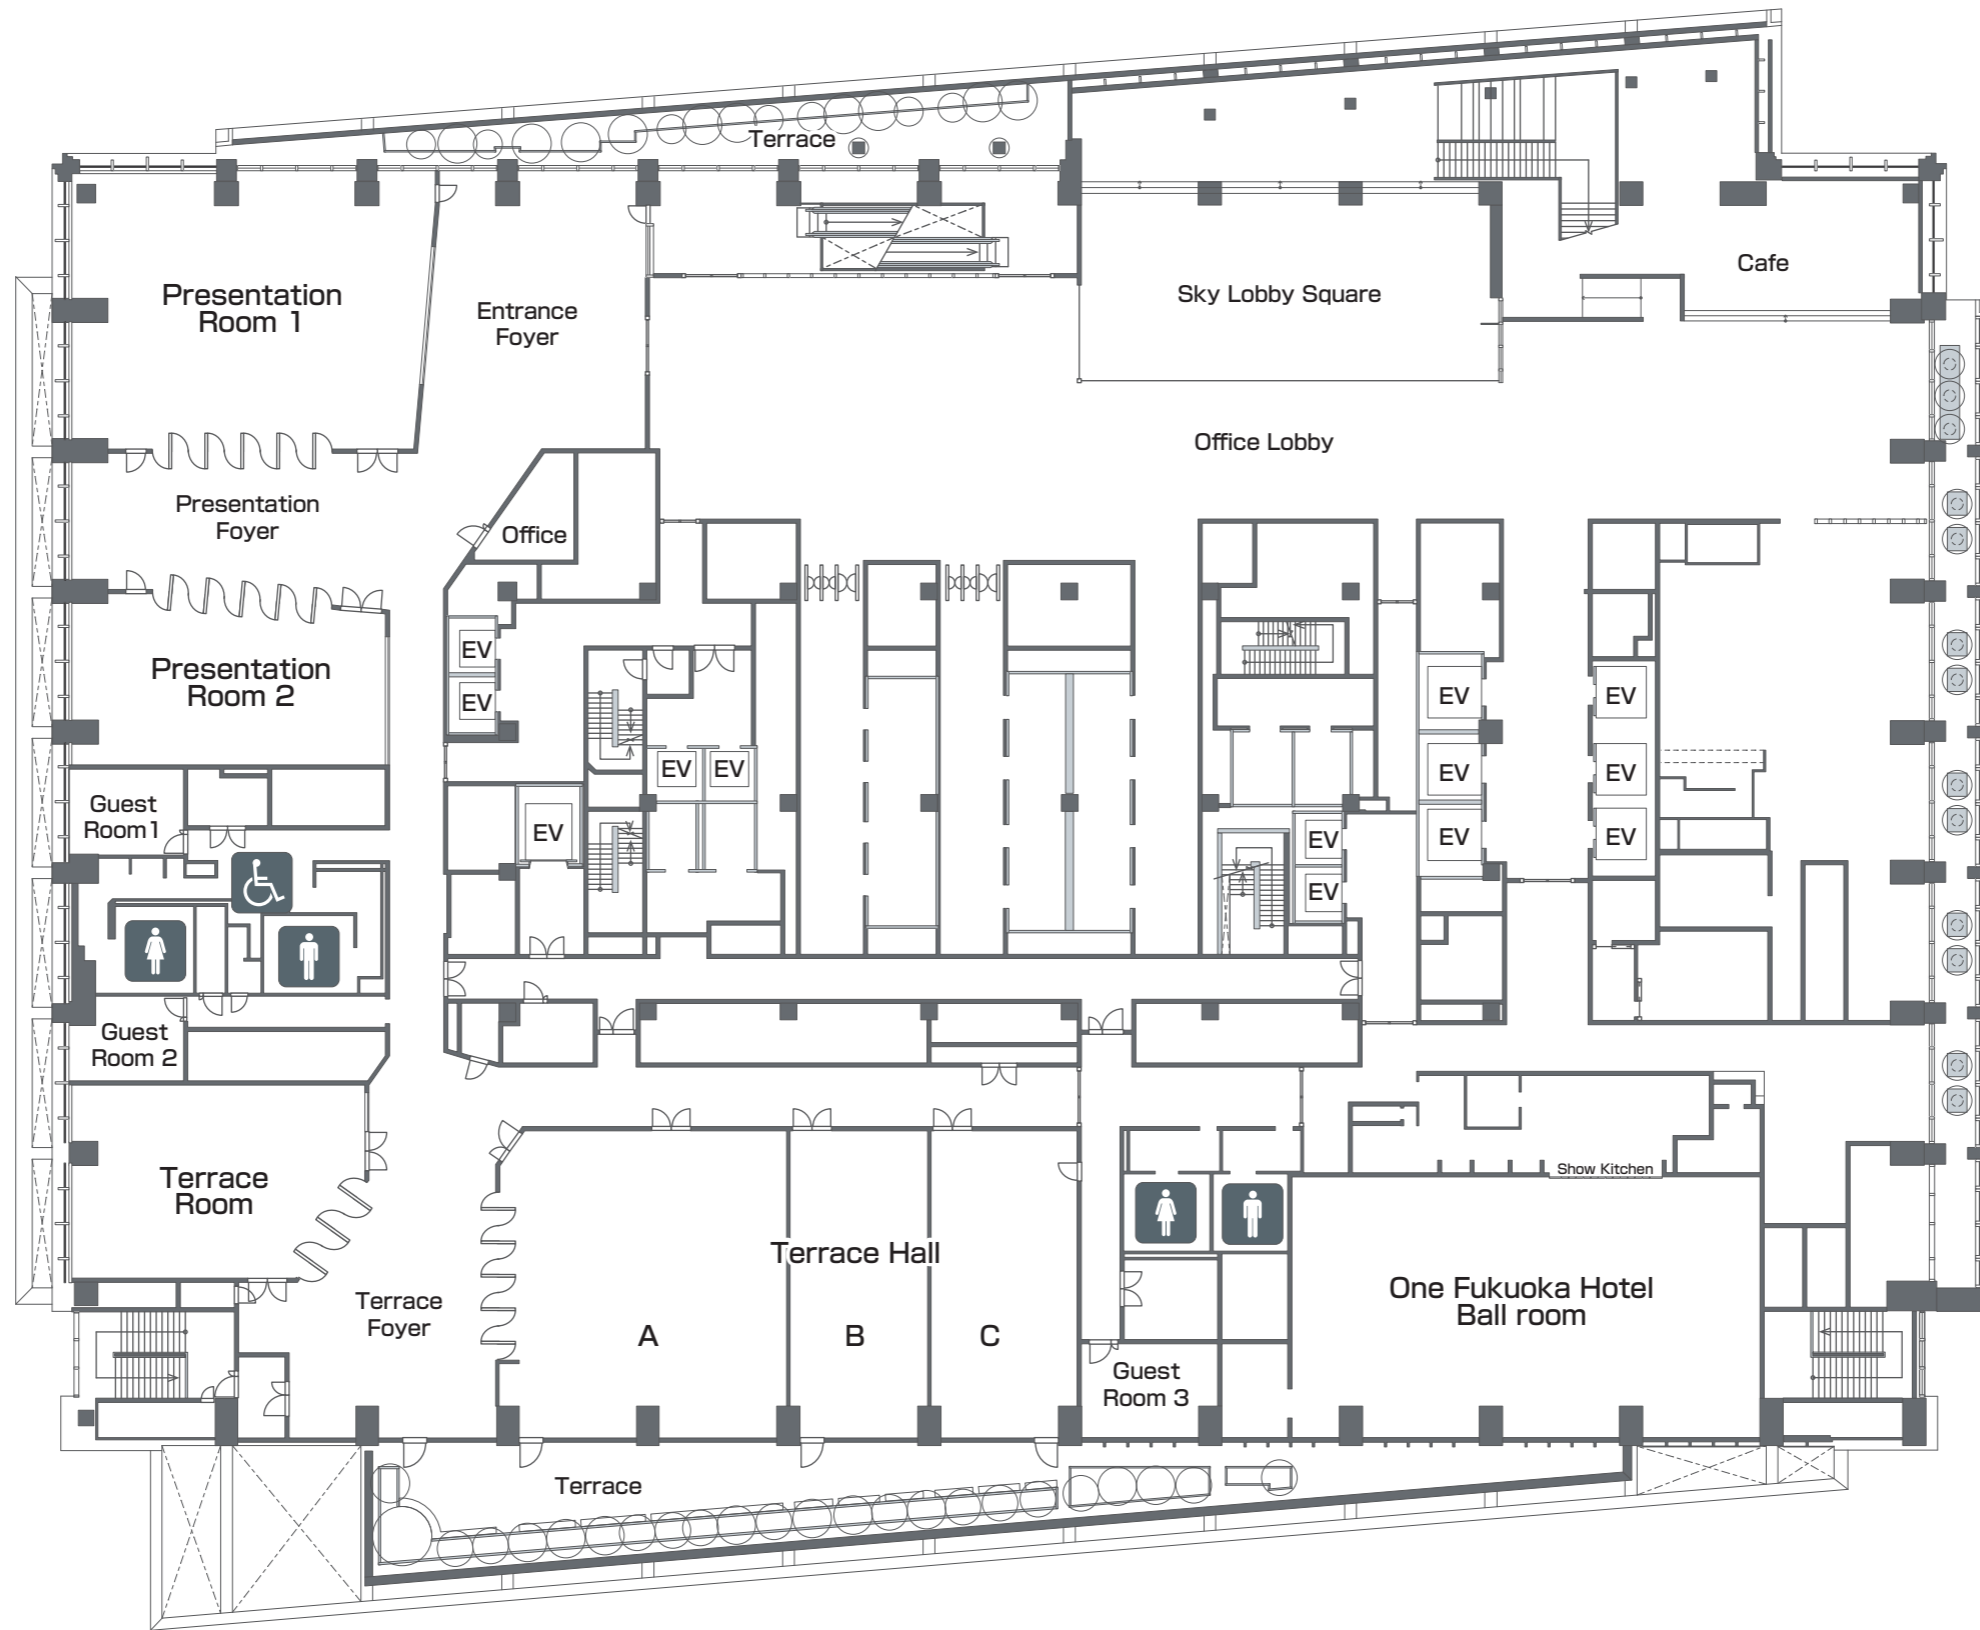 Terrace
Presentation
Room 1
Entrance
Foyer
Sky Lobby Square
Cafe
Office Lobby
Presentation
Foyer
Office
Presentation
Room 2
EV
EV
EV
EV
EV
EV
EV
EV
EV
EV
EV
EV
EV
Guest
Room1
Guest
Room 2
Terrace
Room
Show Kitchen
Terrace Hall
A
B
C
Terrace
Foyer
One Fukuoka Hotel
Ball room
Guest
Room 3
Terrace